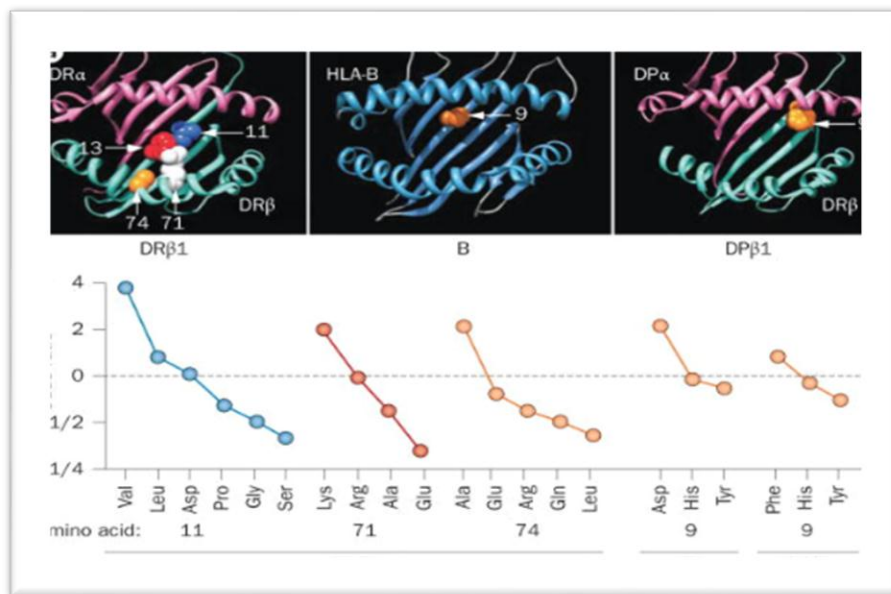 DRα
13
11
74 71
DRβ
HLA-B
9
DPα
DRβ
DRβ1 B DPβ1
4
2
0
1/2
1/4
Val Leu Asp Pro Gly Ser Lys Arg Ala Glu Ala Glu Arg Gln Leu Asp His Tyr Phe His Tyr
mino acid: 11 71 74 9 9